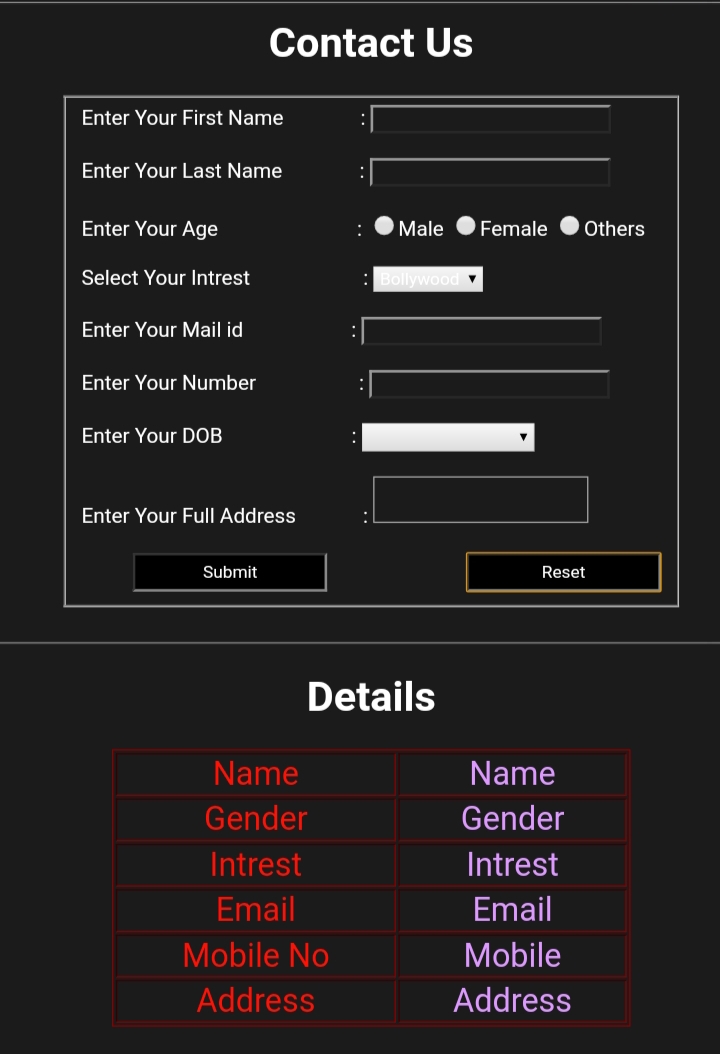 Contact Us
Enter Your First Name :
Enter Your Last Name :
Enter Your Age : Male Female Others
Select Your Intrest : Bollywood ▼
Enter Your Mail id :
Enter Your Number :
Enter Your DOB : ▼
Enter Your Full Address :
Submit Reset
Details
Name Name
Gender Gender
Intrest Intrest
Email Email
Mobile No Mobile
Address Address